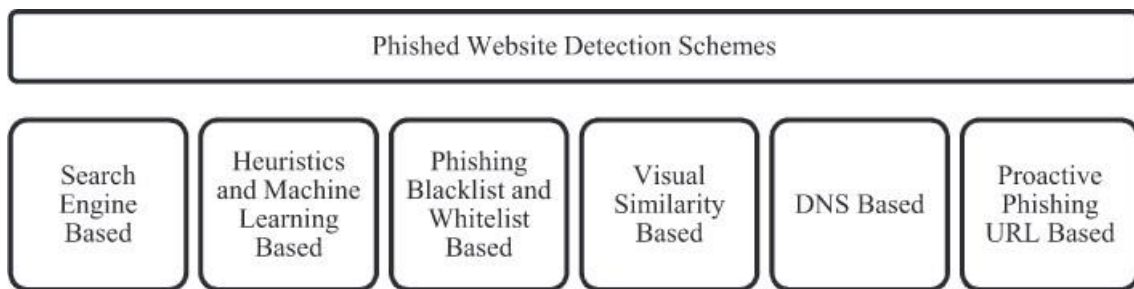 Phished Website Detection Schemes
Search
Engine
Based
Heuristics
and Machine
Learning
Based
Phishing
Blacklist and
Whitelist
Based
Visual
Similarity
Based
DNS Based
Proactive
Phishing
URL Based